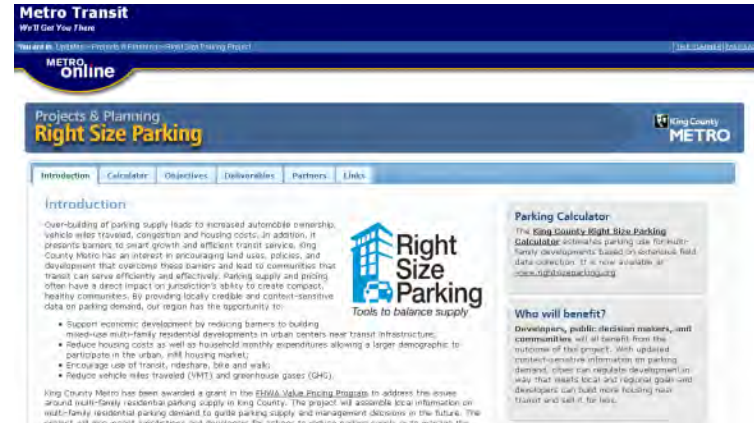 Metro Transit
We'll Get You There
You are in: Updates > Projects & Planning > Right Size Parking Project
METRO
online
Projects & Planning
Right Size Parking
King County
METRO
Introduction Calculator Objectives Deliverables Partners Links
Introduction
Over-building of parking supply leads to increased automobile ownership,
vehicle miles traveled, congestion and housing costs. In addition, it
presents barriers to smart growth and efficient transit service. King
County Metro has an interest in encouraging land uses, policies, and
development that overcome these barriers and lead to communities that
transit can serve efficiently and effectively. Parking supply and pricing
often have a direct impact on jurisdiction's ability to create compact,
healthy communities. By providing locally credible and context-sensitive
data on parking demand, our region has the opportunity to:
Support economic development by reducing barriers to building
mixed-use multi-family residential developments in urban centers near transit infrastructure;
Reduce housing costs as well as household monthly expenditures allowing a larger demographic to
participate in the urban, infill housing market;
Encourage use of transit, rideshare, bike and walk;
Reduce vehicle miles traveled (VMT) and greenhouse gases (GHG).
King County Metro has been awarded a grant in the FHWA Value Pricing Program to address the issues
around multi-family residential parking supply in King County. The project will assemble local information on
multi-family residential parking demand to guide parking supply and management decisions in the future. The
Right
Size
Parking
Tools to balance supply
Parking Calculator
The King County Right Size Parking
Calculator estimates parking use for multi-
family developments based on extensive field
data collection. It is now available at
www.rightsizeparking.org
Who will benefit?
Developers, public decision makers, and
communities will all benefit from the
outcome of this project. With updated
context-sensitive information on parking
demand, cities can regulate development in
way that meets local and regional goals and
developers can build more housing near
transit and sell it for less.